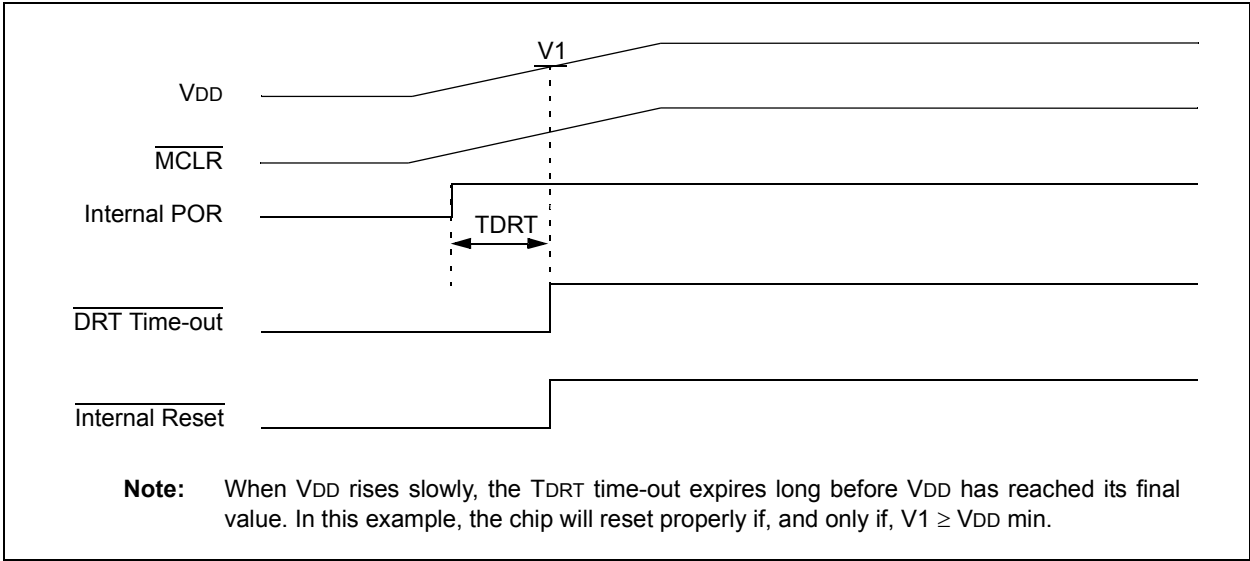 V1
VDD
MCLR
Internal POR
TDRT
DRT Time-out
Internal Reset
Note: When VDD rises slowly, the TDRT time-out expires long before VDD has reached its final
value. In this example, the chip will reset properly if, and only if, V1 ≥ VDD min.